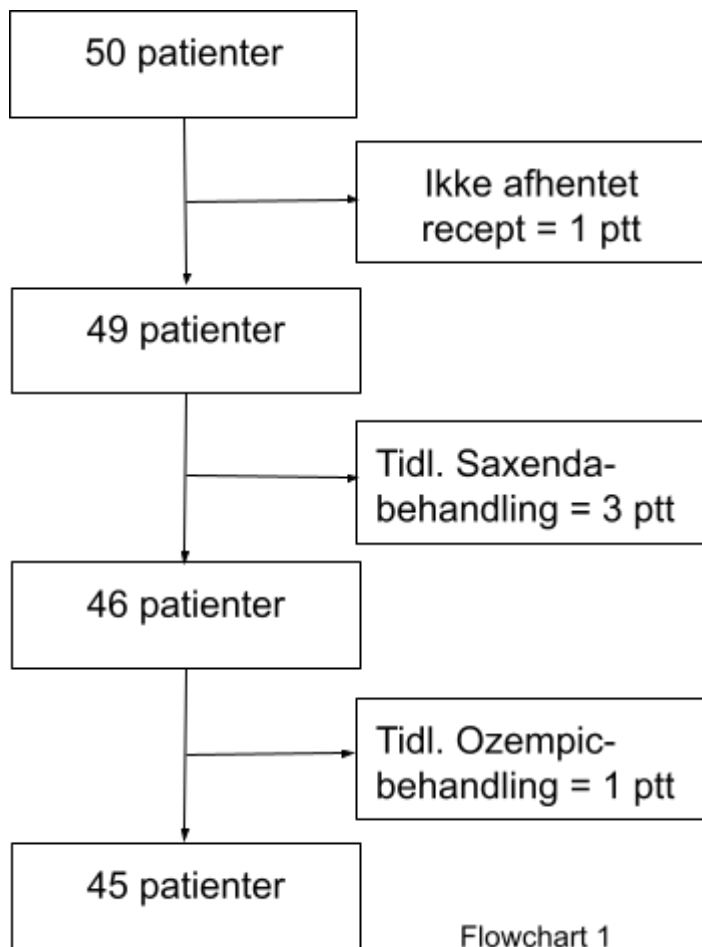 50 patienter
Ikke afhentet
recept = 1 ptt
49 patienter
Tidl. Saxenda-
behandling = 3 ptt
46 patienter
Tidl. Ozempic-
behandling = 1 ptt
45 patienter
Flowchart 1